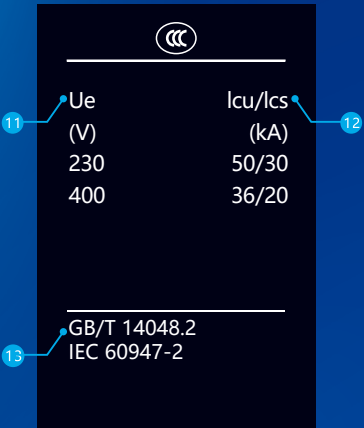 CCC
11 Ue Icu/Ics 12
(V) (kA)
230 50/30
400 36/20
GB/T 14048.2
13 IEC 60947-2